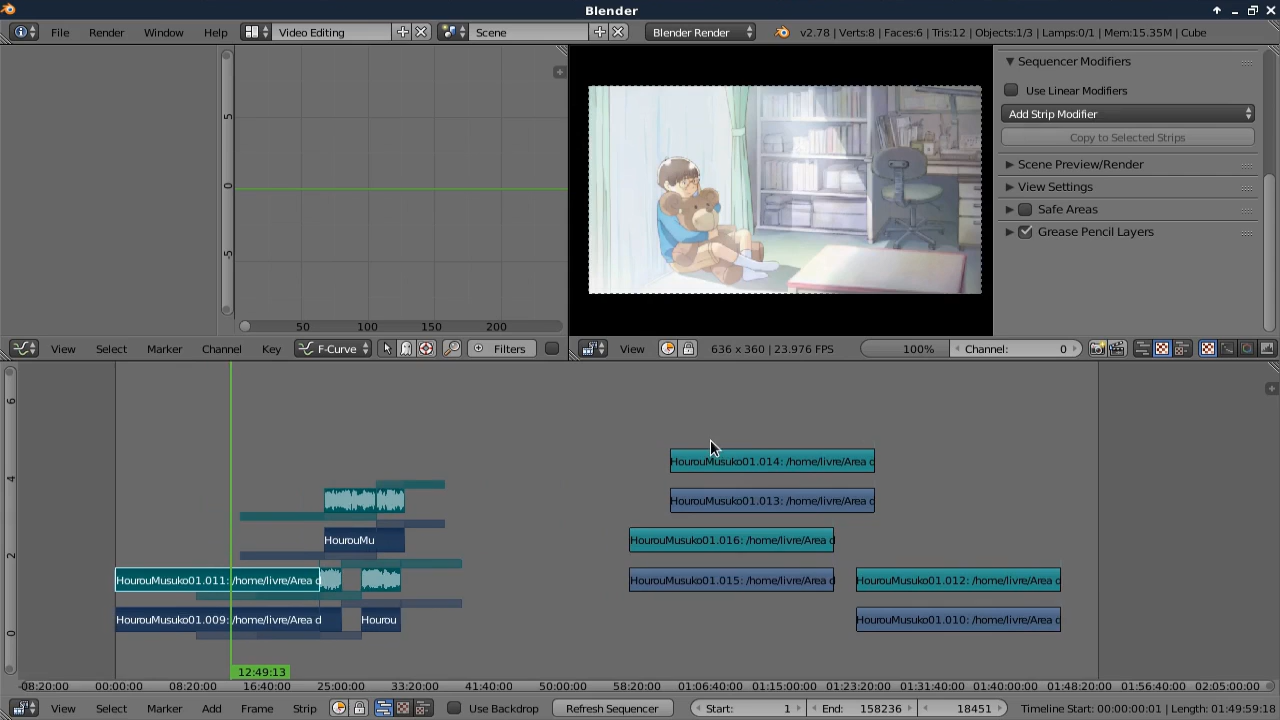 Blender
File Render Window Help Video Editing Scene Blender Render v2.78 | Verts:8 | Faces:6 | Tris:12 | Objects:1/3 | Lamps:0/1 | Mem:15.35M | Cube
Sequencer Modifiers
Use Linear Modifiers
Add Strip Modifier
Copy to Selected Strips
Scene Preview/Render
View Settings
Safe Areas
Grease Pencil Layers
5
0
-5
50 100 150 200
View Select Marker Channel Key F-Curve Filters View 636 x 360 | 23.976 FPS 100% Channel: 0
6
4
HourouMusuko01.014: /home/livre/Area d
HourouMusuko01.013: /home/livre/Area d
2
HourouMu HourouMusuko01.016: /home/livre/Area d
HourouMusuko01.011: /home/livre/Area d HourouMusuko01.015: /home/livre/Area d HourouMusuko01.012: /home/livre/Area d
HourouMusuko01.009: /home/livre/Area d Hourou HourouMusuko01.010: /home/livre/Area d
0
12:49:13
-08:20:00 00:00:00 08:20:00 16:40:00 25:00:00 33:20:00 41:40:00 50:00:00 58:20:00 01:06:40:00 01:15:00:00 01:23:20:00 01:31:40:00 01:40:00:00 01:48:20:00 01:56:40:00 02:05:00:00
View Select Marker Add Frame Strip Use Backdrop Refresh Sequencer Start: 1 End: 158236 18451 Timeline Start: 00:00:00:01 | Length: 01:49:59:18